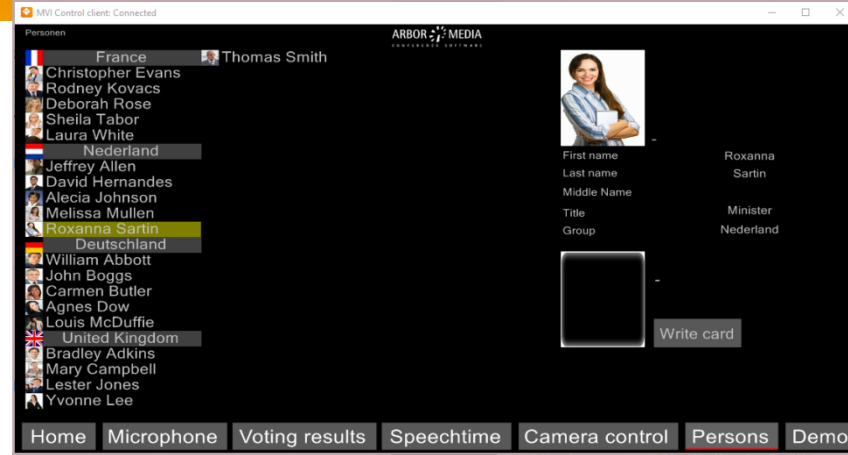 MVI Control client: Connected
Personen
ARBOR MEDIA
CONFERENCE SOFTWARE
France
Christopher Evans
Rodney Kovacs
Deborah Rose
Sheila Tabor
Laura White
Nederland
Jeffrey Allen
David Hernandes
Alecia Johnson
Melissa Mullen
Roxanna Sartin
Deutschland
William Abbott
John Boggs
Carmen Butler
Agnes Dow
Louis McDuffie
United Kingdom
Bradley Adkins
Mary Campbell
Lester Jones
Yvonne Lee
Thomas Smith
-
First name Roxanna
Last name Sartin
Middle Name
Title Minister
Group Nederland
-
Write card
Home Microphone Voting results Speechtime Camera control Persons Demo